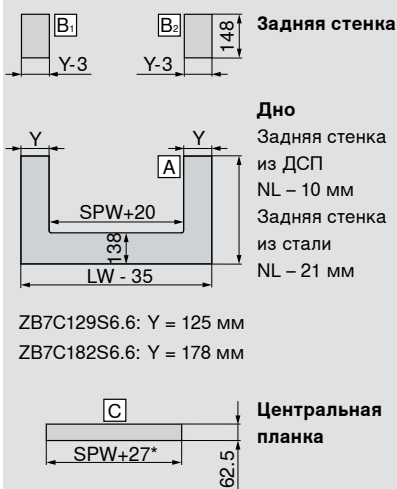 B₁
B₂
148
Задняя стенка
Y-3
Y-3
Дно
Y
Y
A
Задняя стенка
из ДСП
NL – 10 мм
SPW+20
Задняя стенка
138
из стали
LW - 35
NL – 21 мм
ZB7C129S6.6: Y = 125 мм
ZB7C182S6.6: Y = 178 мм
C
Центральная
планка
SPW+27*
62.5